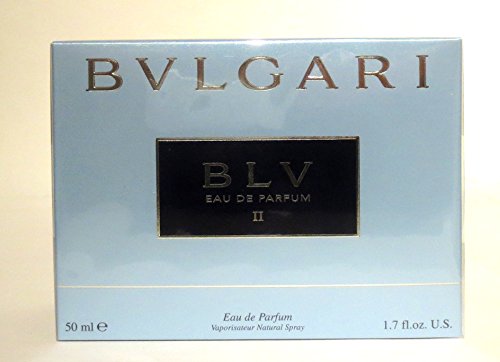 BVLGARI
BLV
EAU DE PARFUM
II
Eau de Parfum
Vaporisateur Natural Spray
50 ml ℮ 1.7 fl.oz. U.S.